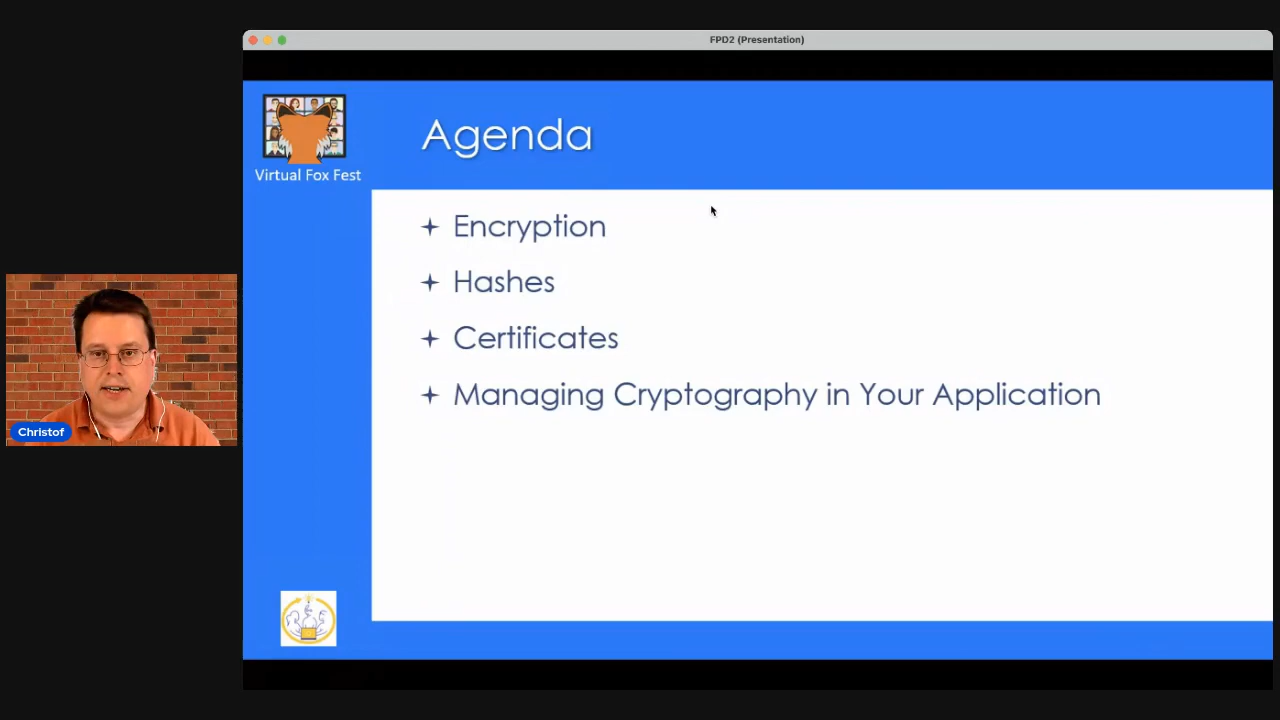 FPD2 (Presentation)
Virtual Fox Fest
Agenda
Encryption
Hashes
Certificates
Managing Cryptography in Your Application
Christof